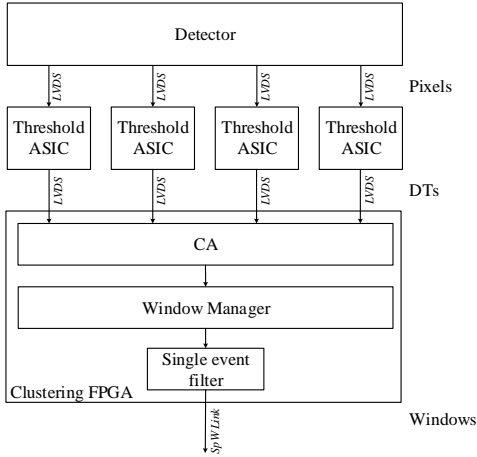 Detector
LVDS LVDS LVDS LVDS
Pixels
Threshold ASIC Threshold ASIC Threshold ASIC Threshold ASIC
LVDS LVDS LVDS LVDS
DTs
CA
Window Manager
Single event
filter
Clustering FPGA
Windows
SpWLink